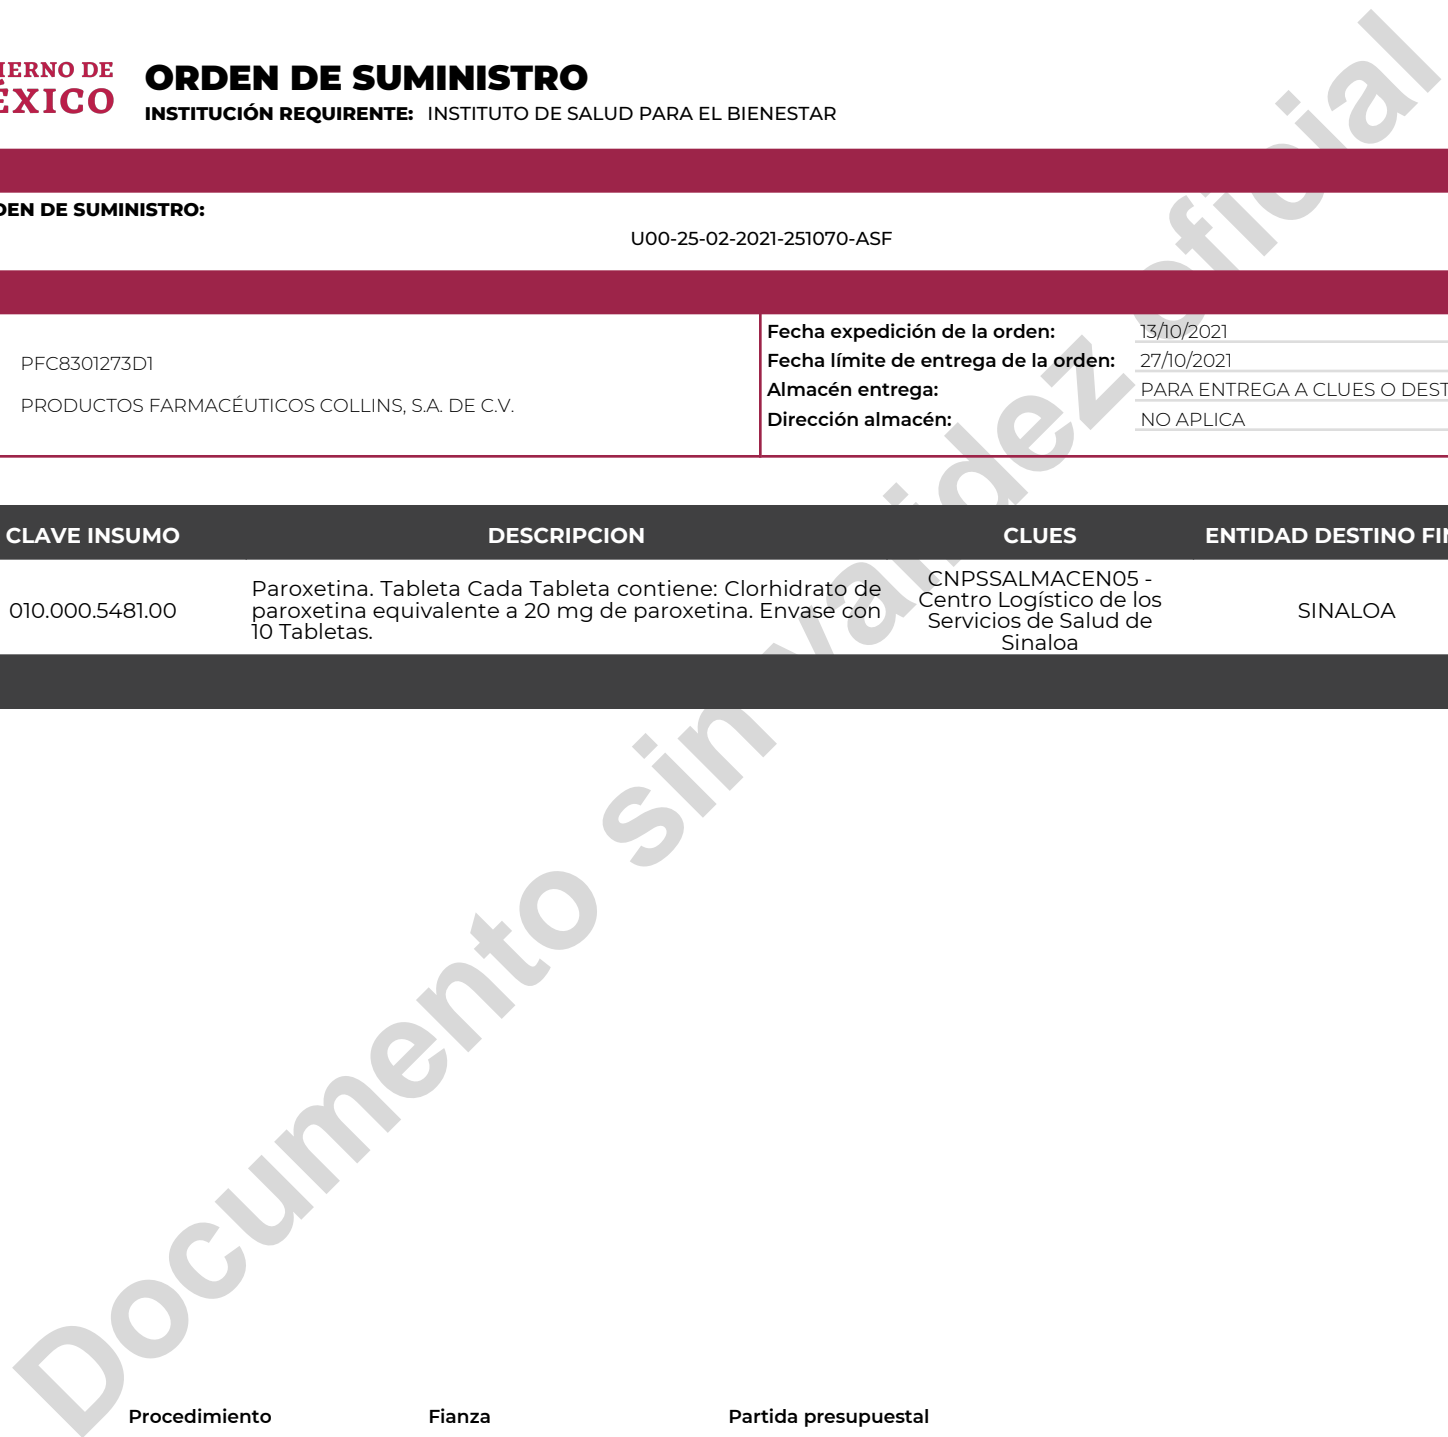 IERNO DE
ÉXICO
ORDEN DE SUMINISTRO
INSTITUCIÓN REQUIRENTE: INSTITUTO DE SALUD PARA EL BIENESTAR
DEN DE SUMINISTRO:
U00-25-02-2021-251070-ASF
PFC8301273D1
PRODUCTOS FARMACÉUTICOS COLLINS, S.A. DE C.V.
Fecha expedición de la orden: 13/10/2021
Fecha límite de entrega de la orden: 27/10/2021
Almacén entrega: PARA ENTREGA A CLUES O DEST
Dirección almacén: NO APLICA
CLAVE INSUMO DESCRIPCION CLUES ENTIDAD DESTINO FIN
010.000.5481.00
Paroxetina. Tableta Cada Tableta contiene: Clorhidrato de
paroxetina equivalente a 20 mg de paroxetina. Envase con
10 Tabletas.
CNPSSALMACEN05 -
Centro Logístico de los
Servicios de Salud de
Sinaloa
SINALOA
Documento sin validez oficial
Procedimiento Fianza Partida presupuestal